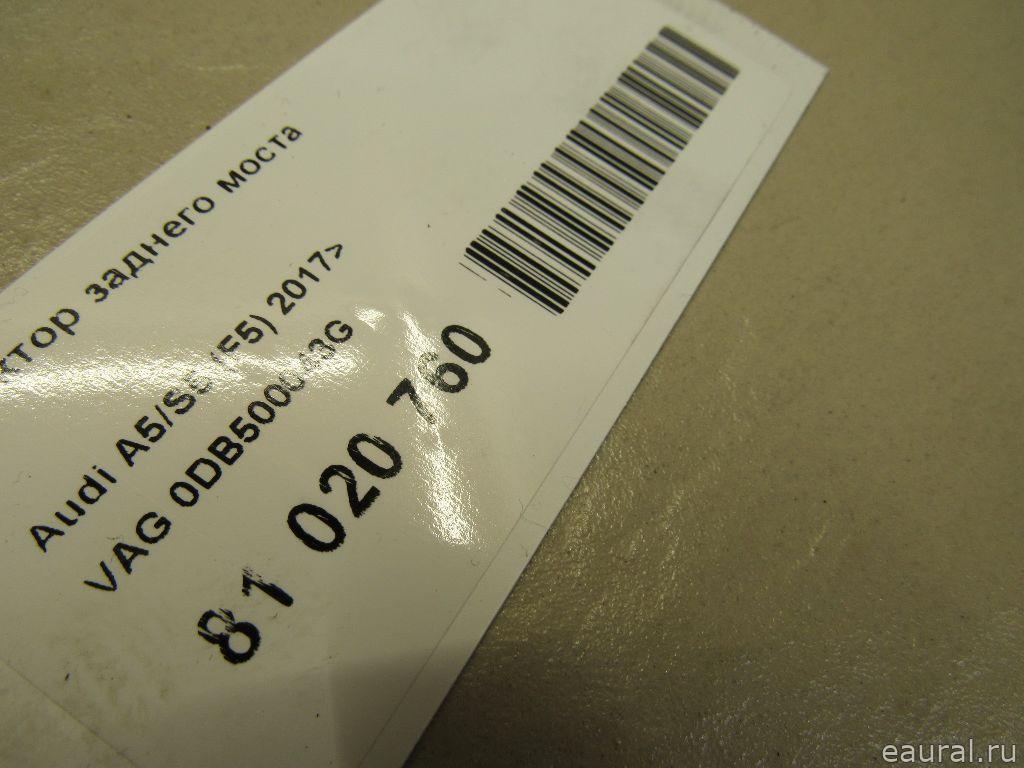 ктор заднего моста
Audi A5/S5 (F5) 2017>
VAG
81 020 760
eaural.ru